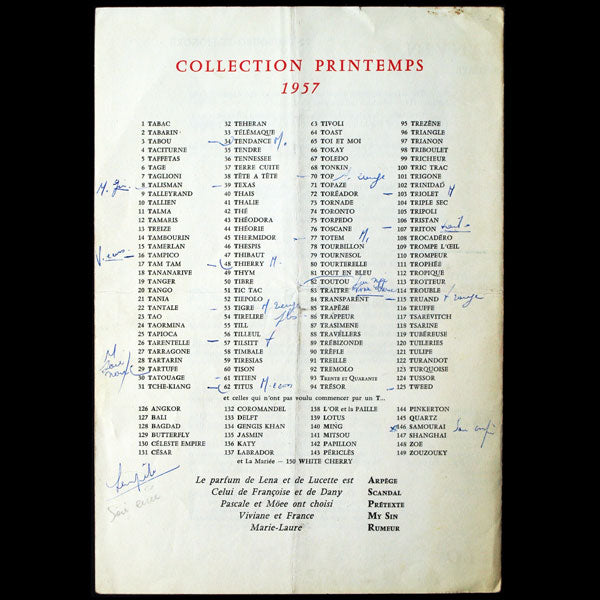 COLLECTION PRINTEMPS
1957
1 TABAC
2 TABARIN
3 TABOU
4 TACITURNE
5 TAFFETAS
6 TAGE
7 TAGLIONI
8 TALISMAN
9 TALLEYRAND
10 TALLIEN
11 TALMA
12 TAMARIS
13 TAMISE
14 TAMBOURIN
15 TAMERLAN
16 TAMPICO
17 TAM TAM
18 TANANARIVE
19 TANGER
20 TANGO
21 TANIA
22 TANTALE
23 TAO
24 TAORMINA
25 TAPISCO
26 TARENTELLE
27 TARRAGONE
28 TARTARIN
29 TARTUFE
30 TATOUAGE
31 TCHE-KIANG
32 TEHERAN
33 TÉLÉMAQUE
34 TENDANCE
35 TENDRE
36 TENNESSEE
37 TERRE CUITE
38 TÊTE A TÊTE
39 TEXAS
40 THAIS
41 THALIE
42 THÉ
43 THÉODORA
44 THÉORIE
45 THERMIDOR
46 THESPIS
47 THIBAUT
48 THIERRY
49 THYM
50 TIBRE
51 TIC TAC
52 TIEPOLO
53 TIGRE
54 TIRELIRE
55 TILL
56 TILLEUL
57 TILSITT
58 TIMBALE
59 TIRESIAS
60 TISON
61 TITIEN
62 TITUS
63 TIVOLI
64 TOAST
65 TOI ET MOI
66 TOKAY
67 TOLEDO
68 TONKIN
70 TOP
71 TOPAZE
72 TORÉADOR
73 TORNADE
74 TORONTO
75 TORPEDO
76 TOSCANE
77 TOTEM
78 TOURBILLON
79 TOURNESOL
80 TOURTERELLE
81 TOUT EN BLEU
82 TOUTOU
83 TRAITRE
84 TRANSPARENT
85 TRAPÈZE
86 TRAPPEUR
87 TRASIMENE
88 TRAVELLERS
89 TRÉBIZONDE
90 TRÈFLE
91 TREILLE
92 TREMOLO
93 TRENTE ET QUARANTE
94 TRÉSOR
95 TREZÈNE
96 TRIANGLE
97 TRIANON
98 TRIBOULET
99 TRICHEUR
100 TRIC TRAC
101 TRIGONE
102 TRINIDAD
103 TRIOLET
104 TRIPLE SEC
105 TRIPOLI
106 TRISTAN
107 TRITON
108 TROCADÉRO
109 TROMPE L'ŒIL
110 TROMPEUR
111 TROPHÉE
112 TROPIQUE
113 TROTTEUR
114 TROUBLE
115 TRUAND
116 TRUFFE
117 TSAREVITCH
118 TSARINE
119 TUBÉREUSE
120 TUILERIES
121 TULIPE
122 TURANDOT
123 TURQUOISE
124 TUSSOR
125 TWEED
et celles qui n'ont pas voulu commencer par un T...
126 ANGKOR
127 BALI
128 BAGDAD
129 BUTTERFLY
130 CÉLESTE EMPIRE
131 CÉSAR
132 COROMANDEL
133 DELFT
134 GENGIS KHAN
135 JASMIN
136 KATY
137 LABRADOR
138 L'OR et la PAILLE
139 LOTUS
140 MING
141 MITSOU
142 PAPILLON
143 PÉRICLÈS
144 PINKERTON
145 QUARTZ
146 SAMOURAI
147 SHANGHAI
148 ZOÉ
149 ZOUZOUKY
et La Mariée - 150 WHITE CHERRY
Le parfum de Lena et de Lucette est ARPÈGE
Celui de Françoise et de Dany SCANDAL
Pascale et Möee ont choisi PRÉTEXTE
Viviane et France MY SIN
Marie-Laure RUMEUR